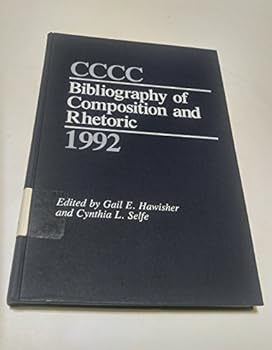 CCCC
Bibliography of
Composition and
Rhetoric
1992
Edited by Gail E. Hawisher
and Cynthia L. Selfe